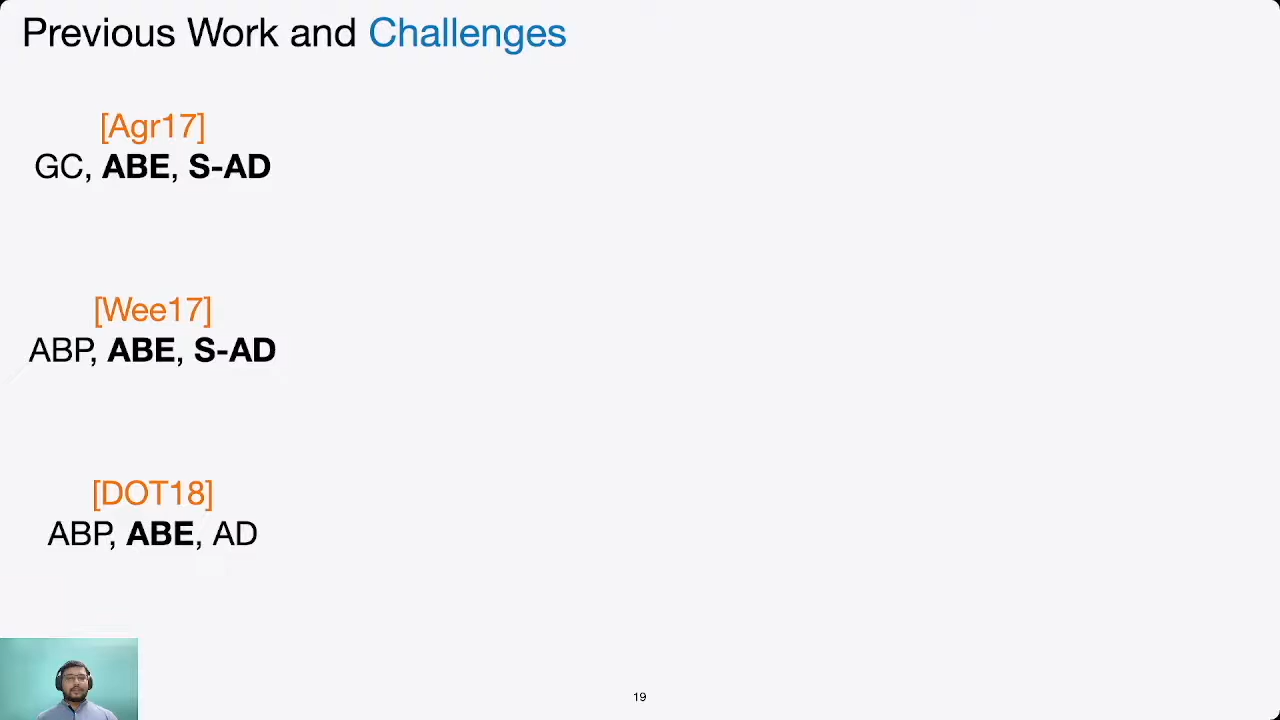 Previous Work and Challenges
[Agr17]
GC, ABE, S-AD
[Wee17]
ABP, ABE, S-AD
[DOT18]
ABP, ABE, AD
19